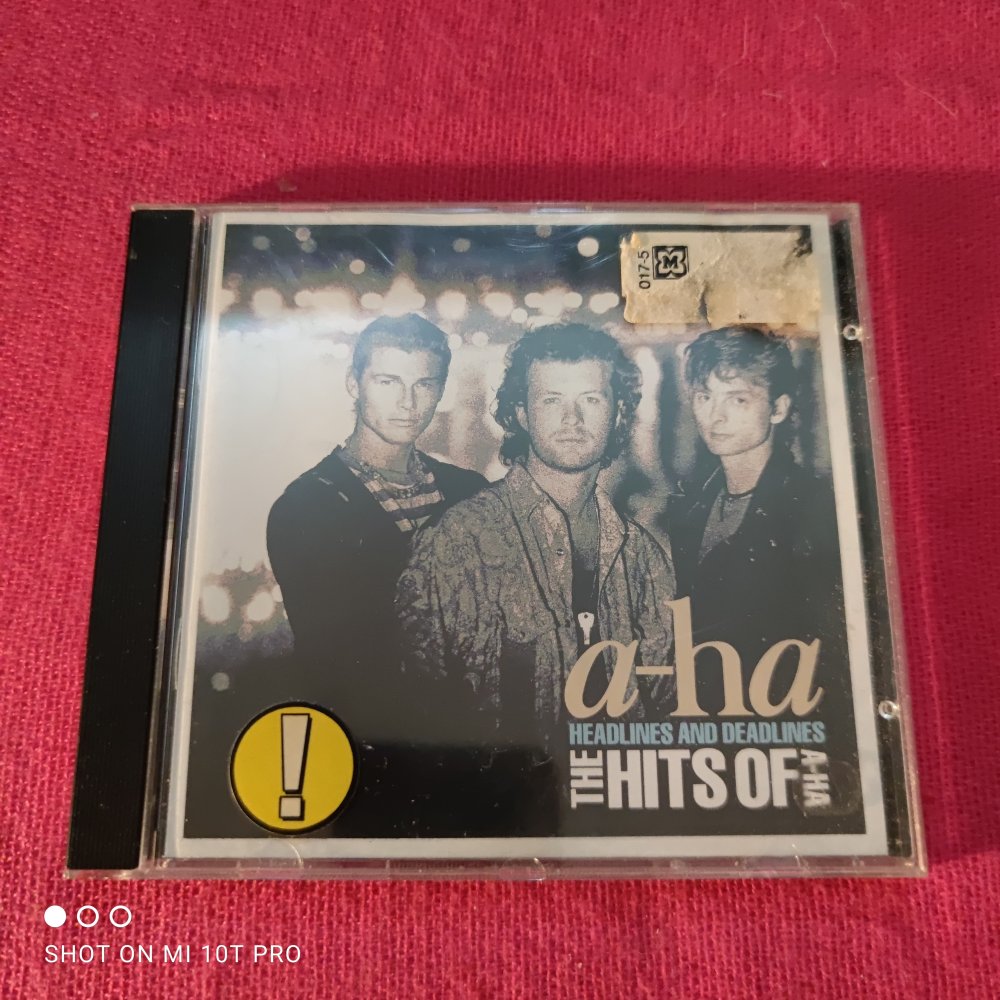 017-5
M
a-ha
HEADLINES AND DEADLINES
THE HITS OF A-HA
!
SHOT ON MI 10T PRO